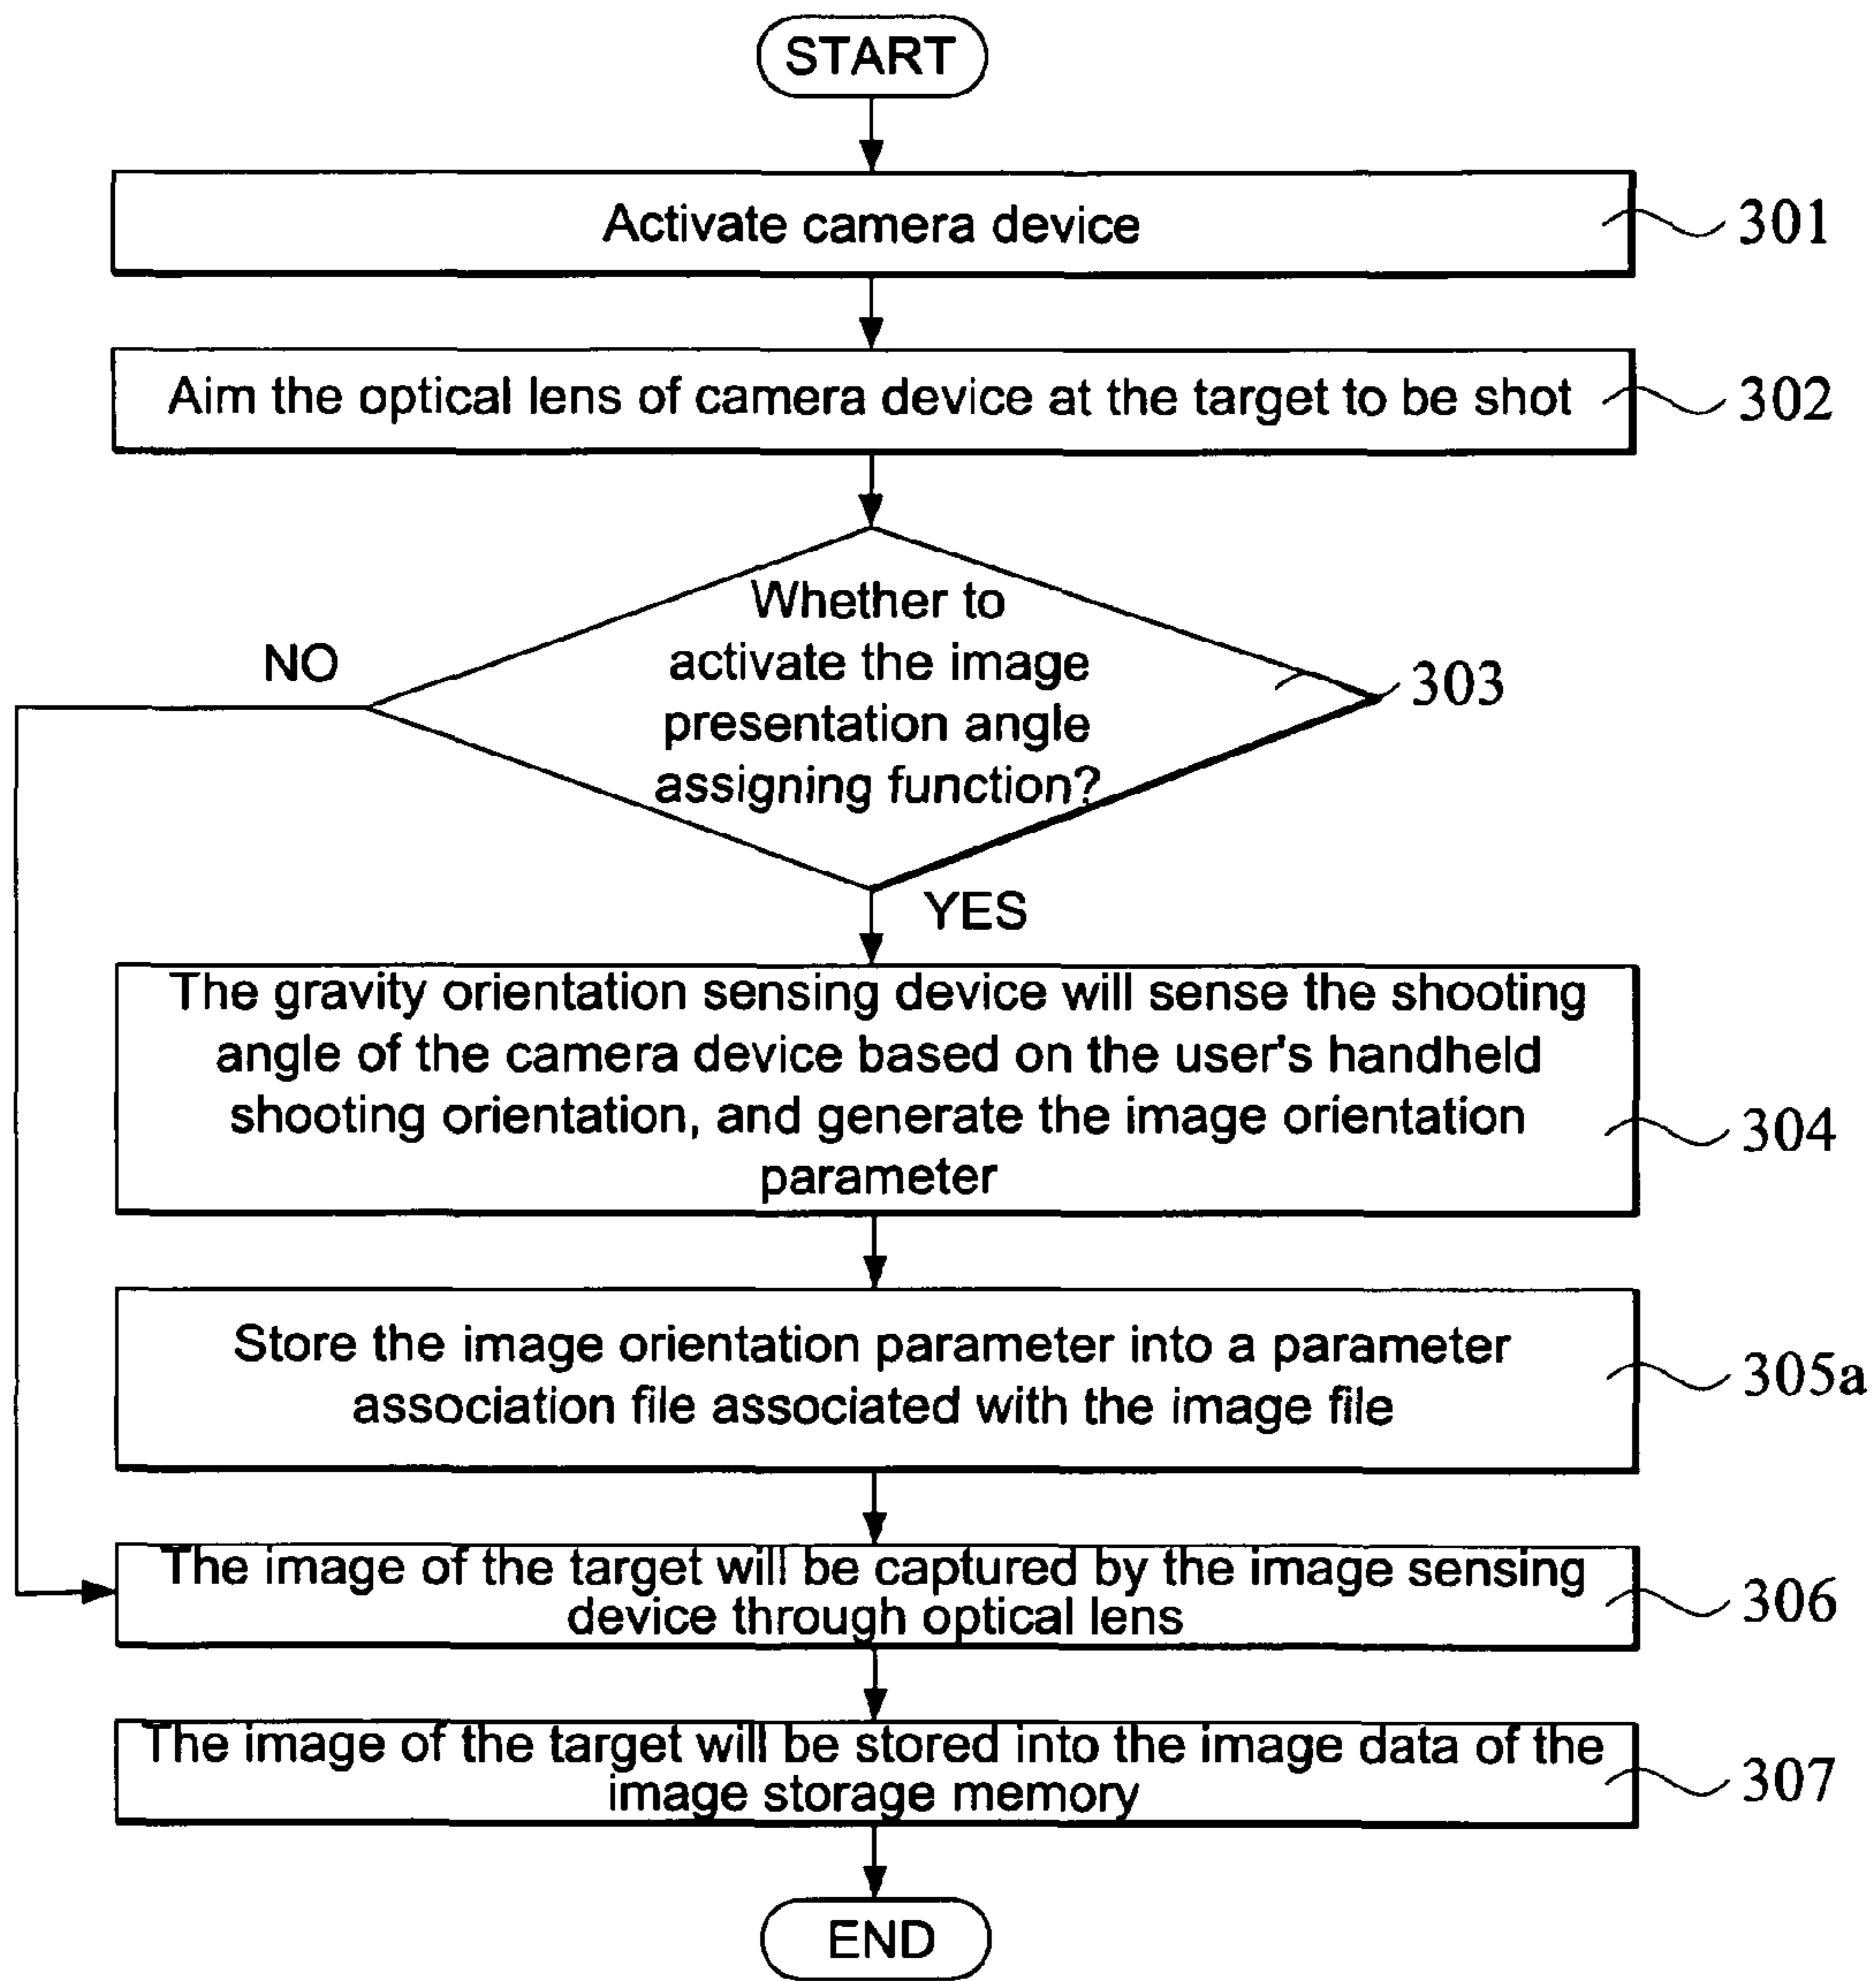 START
Activate camera device
301
Aim the optical lens of camera device at the target to be shot
302
Whether to
activate the image
presentation angle
assigning function?
303
NO
YES
The gravity orientation sensing device will sense the shooting
angle of the camera device based on the user's handheld
shooting orientation, and generate the image orientation
parameter
304
Store the image orientation parameter into a parameter
association file associated with the image file
305a
The image of the target will be captured by the image sensing
device through optical lens
306
The image of the target will be stored into the image data of the
image storage memory
307
END